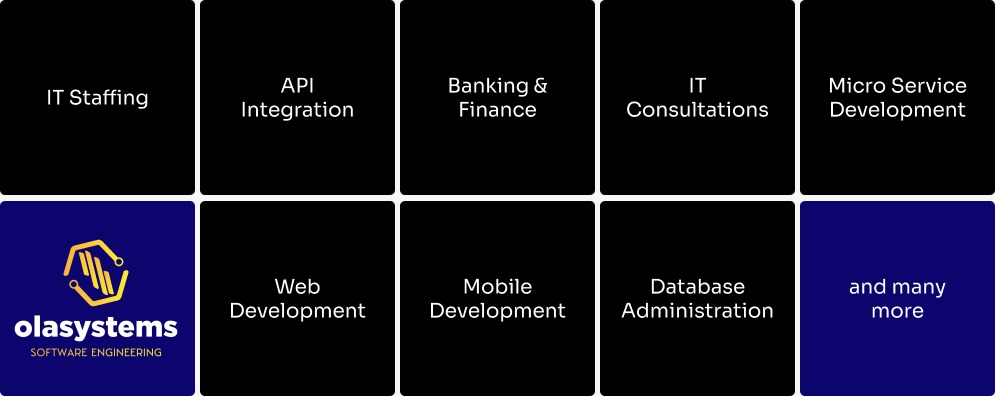 IT Staffing
API
Integration
Banking &
Finance
IT
Consultations
Micro Service
Development
olasystems
SOFTWARE ENGINEERING
Web
Development
Mobile
Development
Database
Administration
and many
more